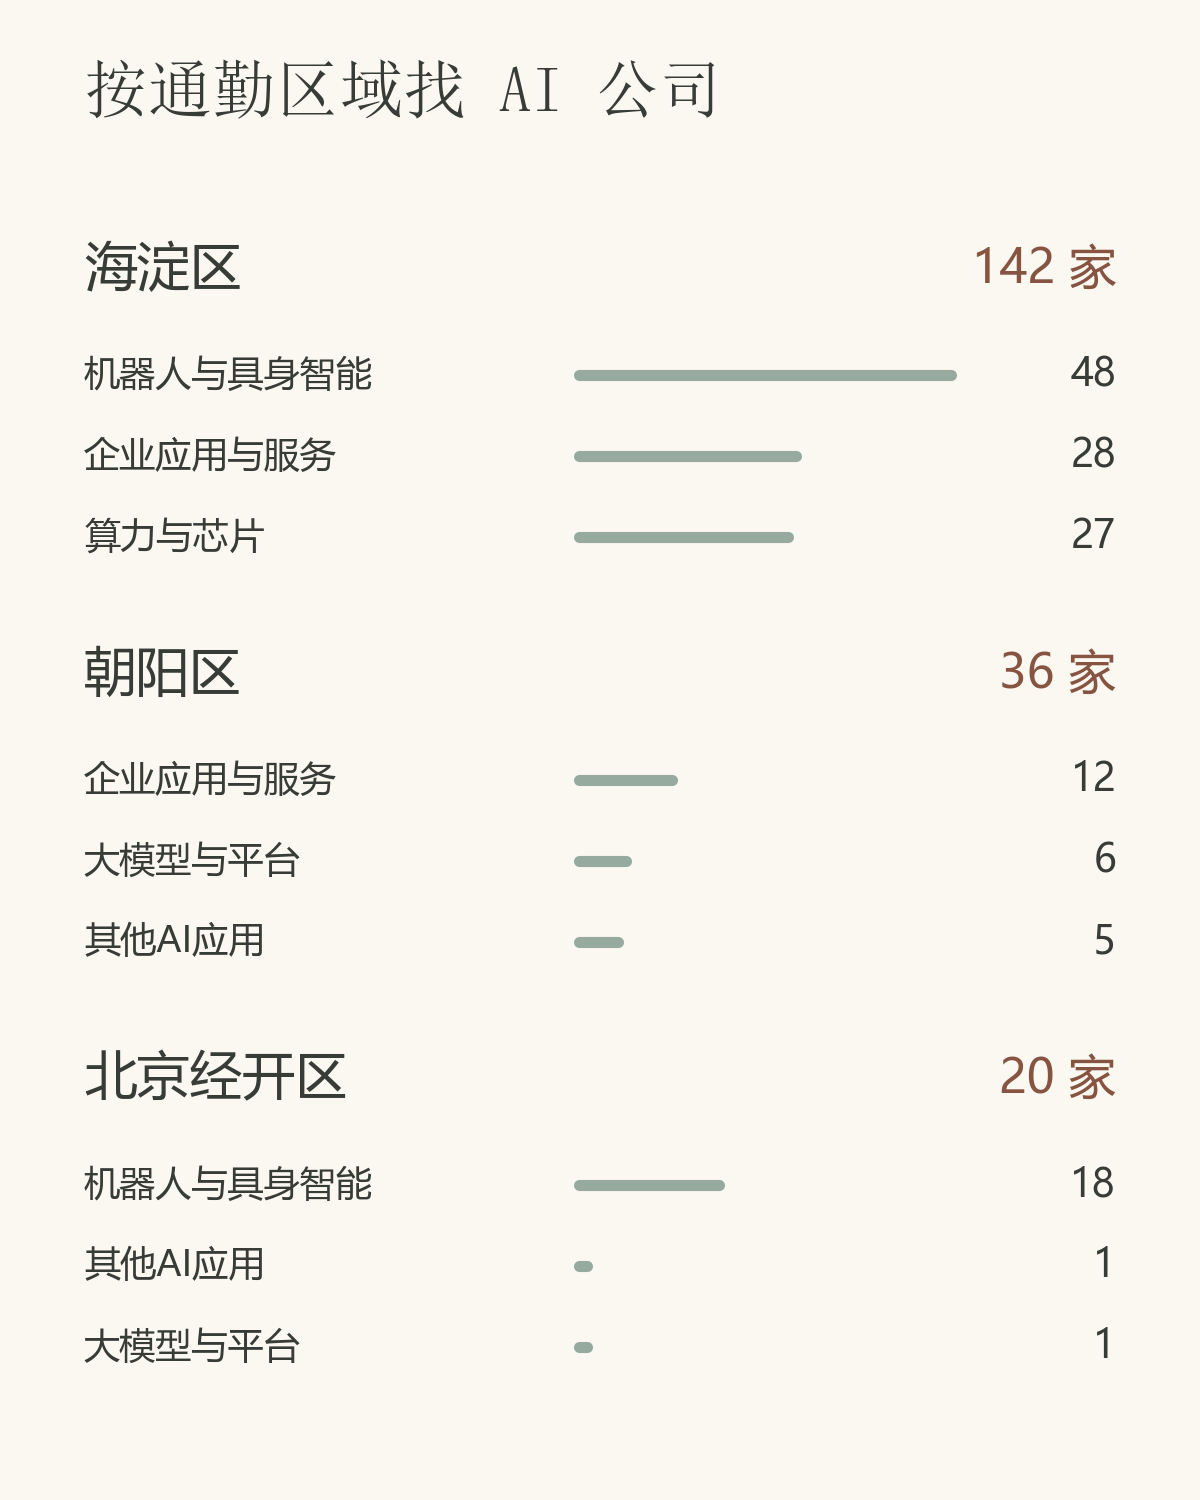 按通勤区域找 AI 公司
海淀区 142 家
机器人与具身智能 48
企业应用与服务 28
算力与芯片 27
朝阳区 36 家
企业应用与服务 12
大模型与平台 6
其他AI应用 5
北京经开区 20 家
机器人与具身智能 18
其他AI应用 1
大模型与平台 1